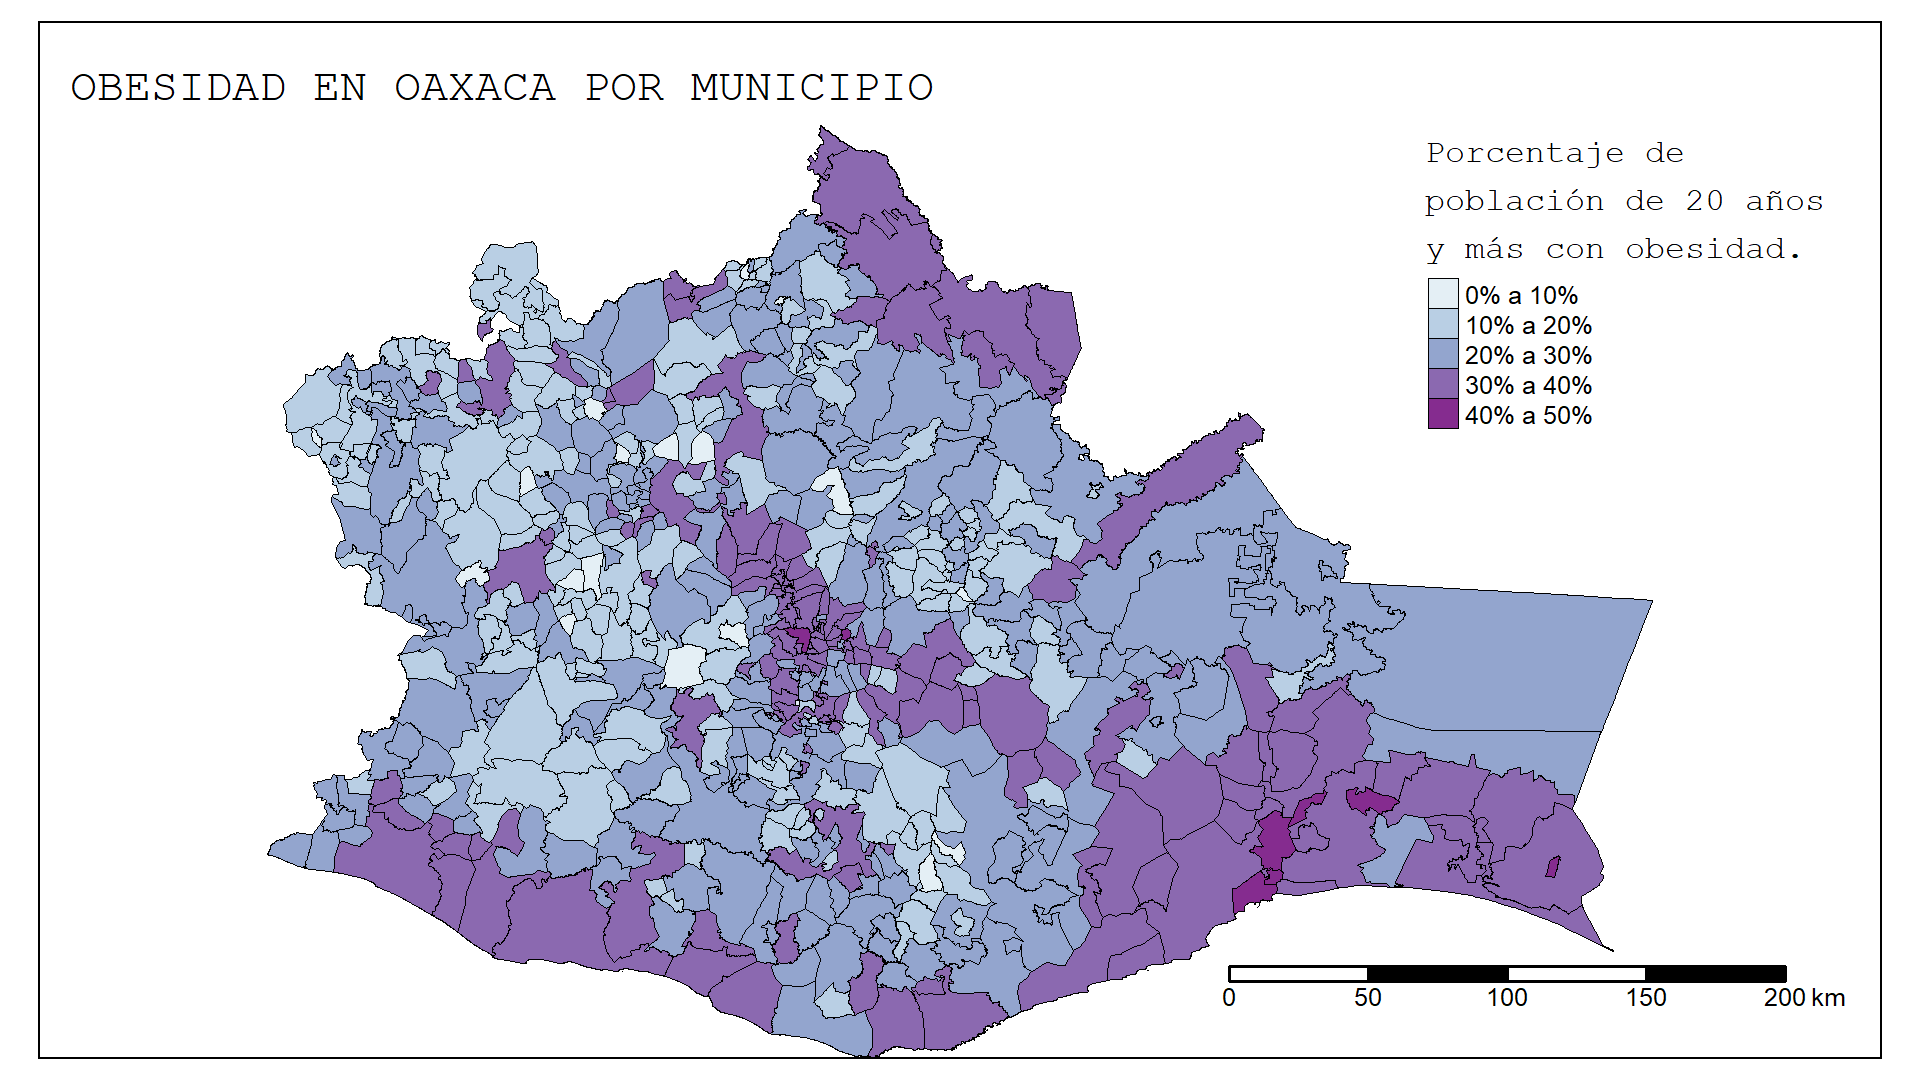 OBESIDAD EN OAXACA POR MUNICIPIO
Porcentaje de
población de 20 años
y más con obesidad.
0% a 10%
10% a 20%
20% a 30%
30% a 40%
40% a 50%
0 50 100 150 200 km